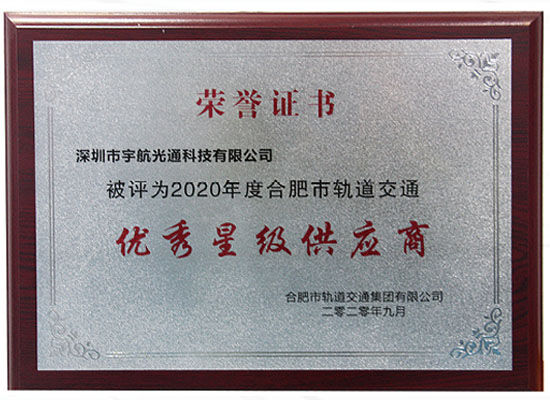 荣誉证书
深圳市宇航光通科技有限公司
被评为2020年度合肥市轨道交通
优秀星级供应商
合肥市轨道交通集团有限公司
二零二零年九月